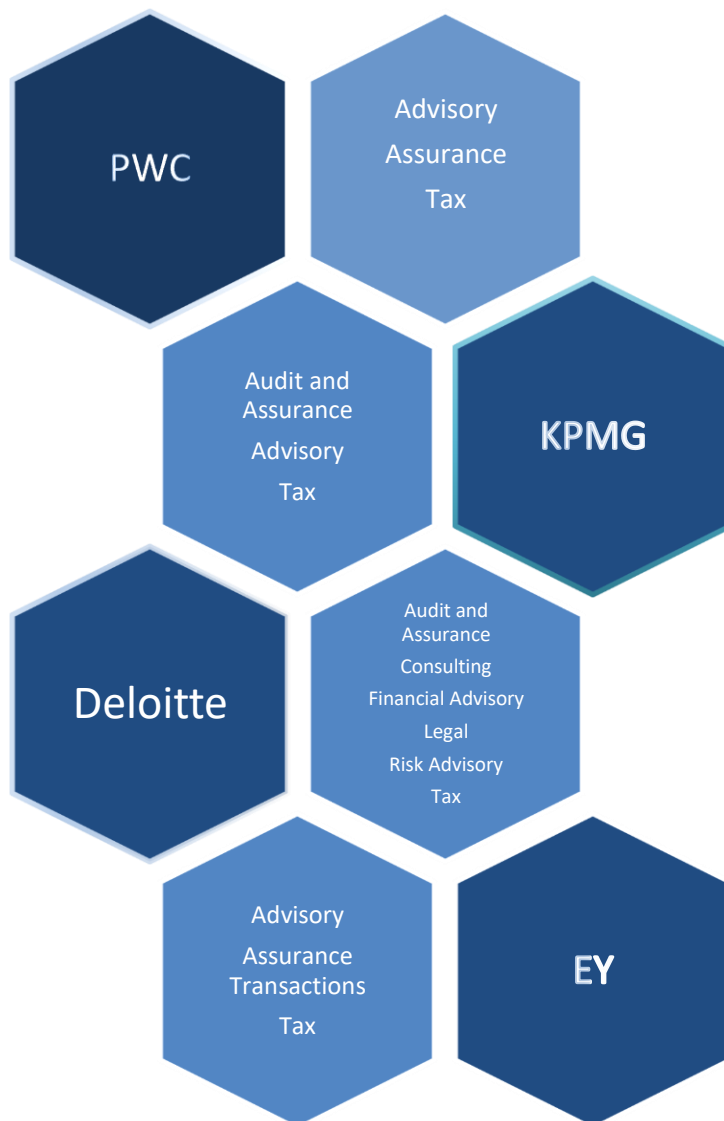 PWC
Advisory
Assurance
Tax
Audit and
Assurance
Advisory
Tax
KPMG
Deloitte
Audit and
Assurance
Consulting
Financial Advisory
Legal
Risk Advisory
Tax
Advisory
Assurance
Transactions
Tax
EY